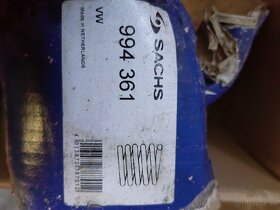 SACHS
994 361
VW
Made in NETHERLANDS